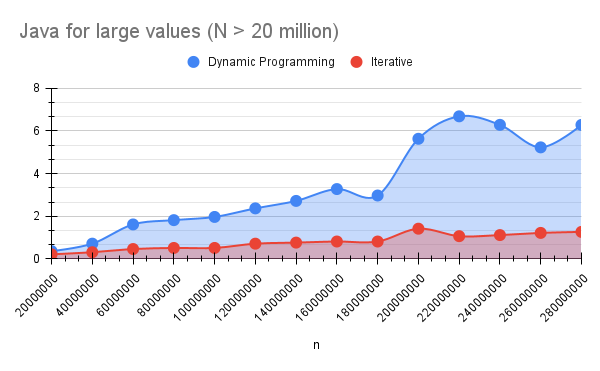 Java for large values (N > 20 million)
Dynamic Programming Iterative
8
6
4
2
0
20000000 40000000 60000000 80000000 100000000 120000000 140000000 160000000 180000000 200000000 220000000 240000000 260000000 280000000
n